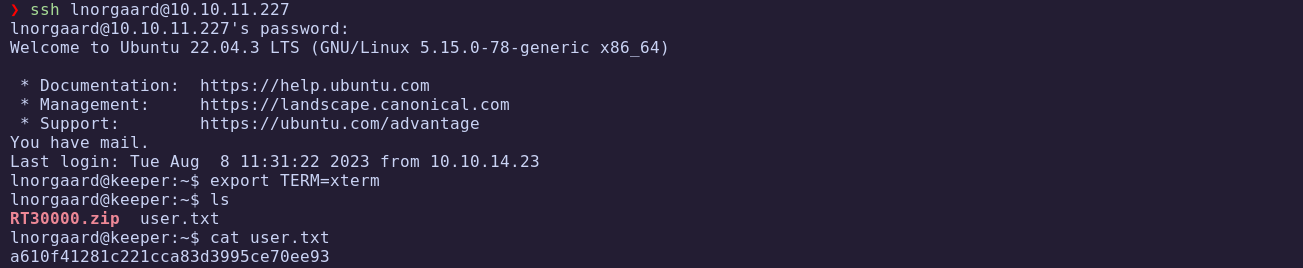 ❯ ssh lnorgaard@10.10.11.227
lnorgaard@10.10.11.227's password:
Welcome to Ubuntu 22.04.3 LTS (GNU/Linux 5.15.0-78-generic x86_64)

 * Documentation:  https://help.ubuntu.com
 * Management:     https://landscape.canonical.com
 * Support:        https://ubuntu.com/advantage
You have mail.
Last login: Tue Aug  8 11:31:22 2023 from 10.10.14.23
lnorgaard@keeper:~$ export TERM=xterm
lnorgaard@keeper:~$ ls
RT30000.zip  user.txt
lnorgaard@keeper:~$ cat user.txt
a610f41281c221cca83d3995ce70ee93